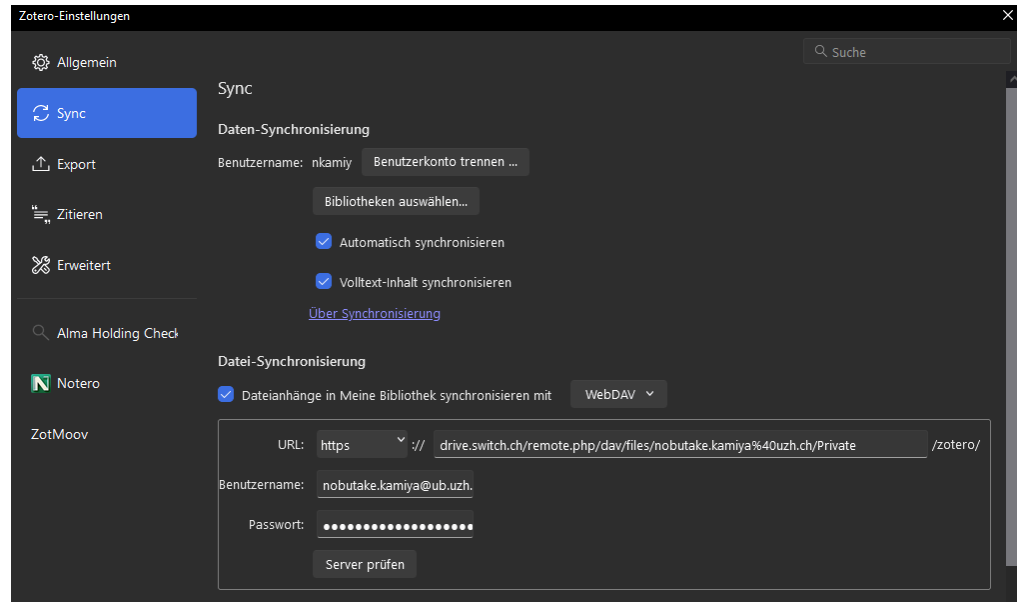 Zotero-Einstellungen
Allgemein
Sync
Export
Zitieren
Erweitert
Alma Holding Check
Notero
ZotMoov
Suche
Sync
Daten-Synchronisierung
Benutzername: nkamiy Benutzerkonto trennen ...
Bibliotheken auswählen...
Automatisch synchronisieren
Volltext-Inhalt synchronisieren
Über Synchronisierung
Datei-Synchronisierung
Dateianhänge in Meine Bibliothek synchronisieren mit WebDAV
URL: https :// drive.switch.ch/remote.php/dav/files/nobutake.kamiya%40uzh.ch/Private /zotero/
Benutzername: nobutake.kamiya@ub.uzh.
Passwort: ●●●●●●●●●●●●●●●●●●●
Server prüfen